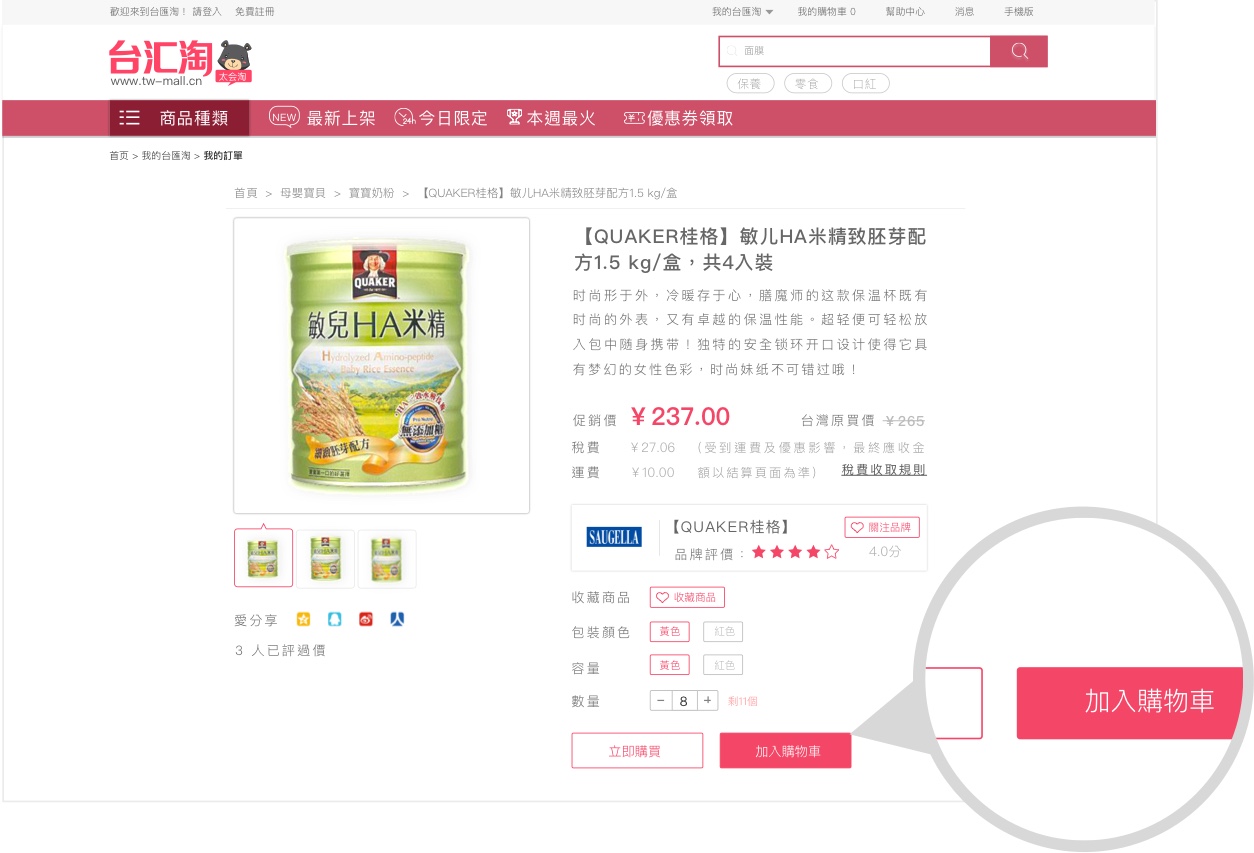 歡迎來到台匯淘！ 請登入 免費註冊
我的台匯淘 我的購物車 0 幫助中心 消息 手機版
台汇淘
太会淘
www.tw-mall.cn
面膜
保養 零食 口紅
商品種類 NEW 最新上架 24h 今日限定 本週最火 優惠券領取
首页 > 我的台匯淘 > 我的訂單
首頁 > 母嬰寶貝 > 寶寶奶粉 > 【QUAKER桂格】敏儿HA米精致胚芽配方1.5 kg/盒
QUAKER
敏兒HA米精
Hydrolyzed Amino-peptide
Baby Rice Essence
無添加糖
纖緻胚芽配方
【QUAKER桂格】敏儿HA米精致胚芽配
方1.5 kg/盒，共4入裝
时尚形于外，冷暖存于心，膳魔师的这款保温杯既有
时尚的外表，又有卓越的保温性能。超轻便可轻松放
入包中随身携带！独特的安全锁环开口设计使得它具
有梦幻的女性色彩，时尚妹纸不可错过哦！
促銷價 ¥ 237.00 台灣原買價 ¥ 265
稅費 ¥ 27.06 （受到運費及優惠影響，最終應收金
運費 ¥ 10.00 額以結算頁面為準） 稅費收取規則
SAUGELLA
【QUAKER桂格】 關注品牌
品牌評價： 4.0分
愛分享
3 人已評過價
收藏商品 收藏商品
包裝顏色 黃色 紅色
容量 黃色 紅色
數量 − 8 + 剩11個
立即購買 加入購物車
加入購物車